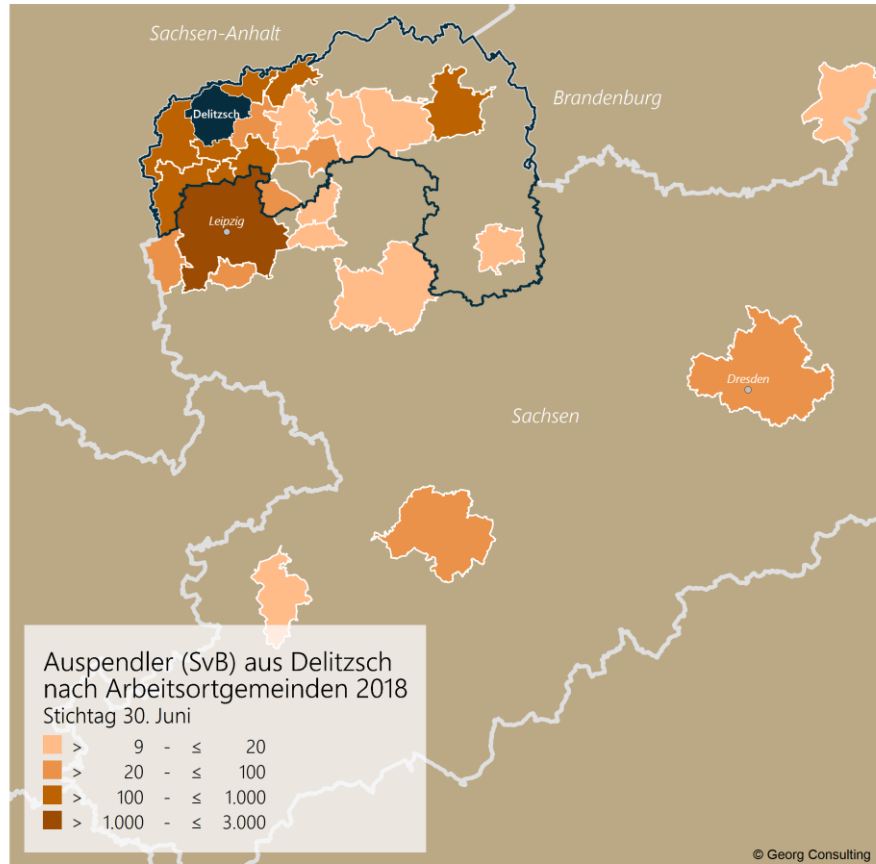 Sachsen-Anhalt
Brandenburg
Delitzsch
Leipzig
Dresden
Sachsen
Auspendler (SvB) aus Delitzsch
nach Arbeitsortgemeinden 2018
Stichtag 30. Juni
> 9 - ≤ 20
> 20 - ≤ 100
> 100 - ≤ 1.000
> 1.000 - ≤ 3.000
© Georg Consulting